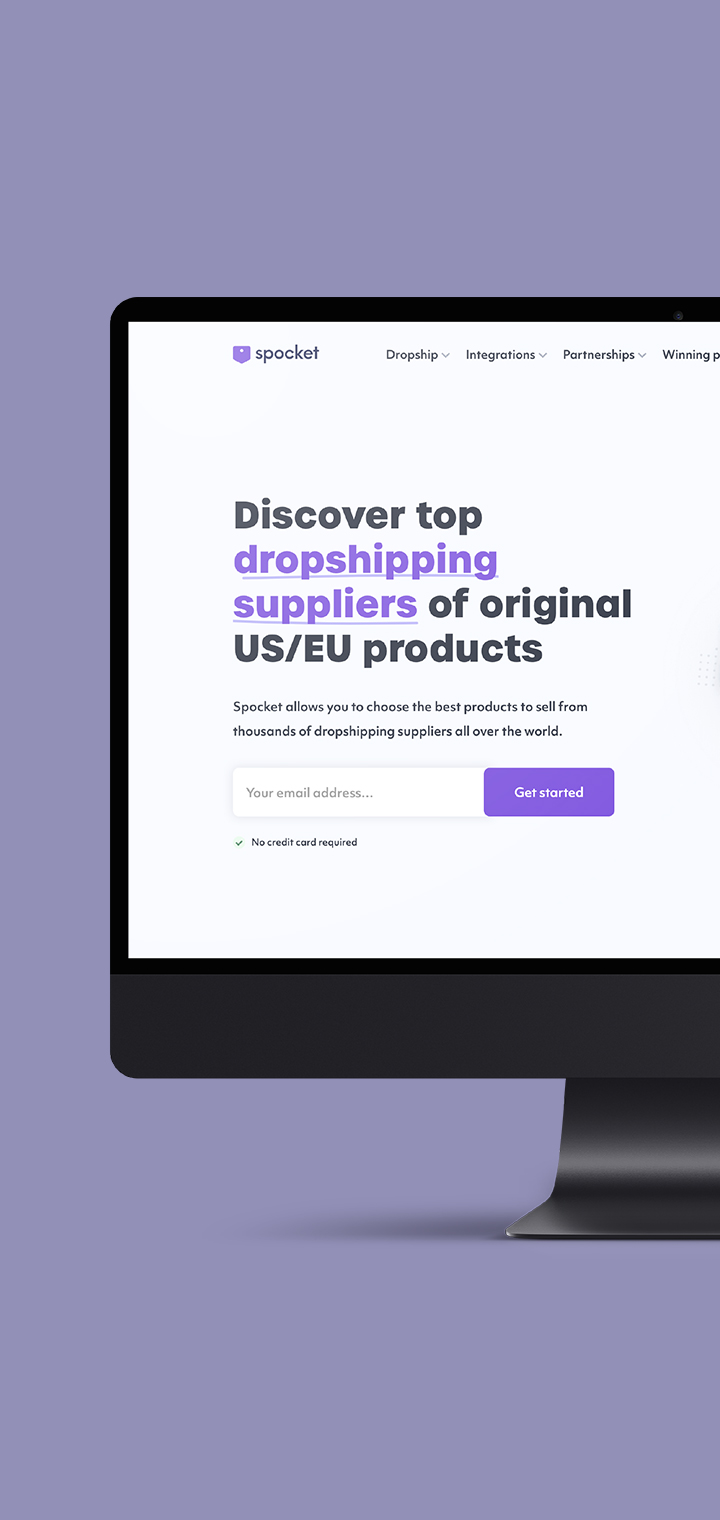 spocket
Dropship
Integrations
Partnerships
Winning p
Discover top
dropshipping
suppliers of original
US/EU products
Spocket allows you to choose the best products to sell from
thousands of dropshipping suppliers all over the world.
Your email address...
Get started
No credit card required